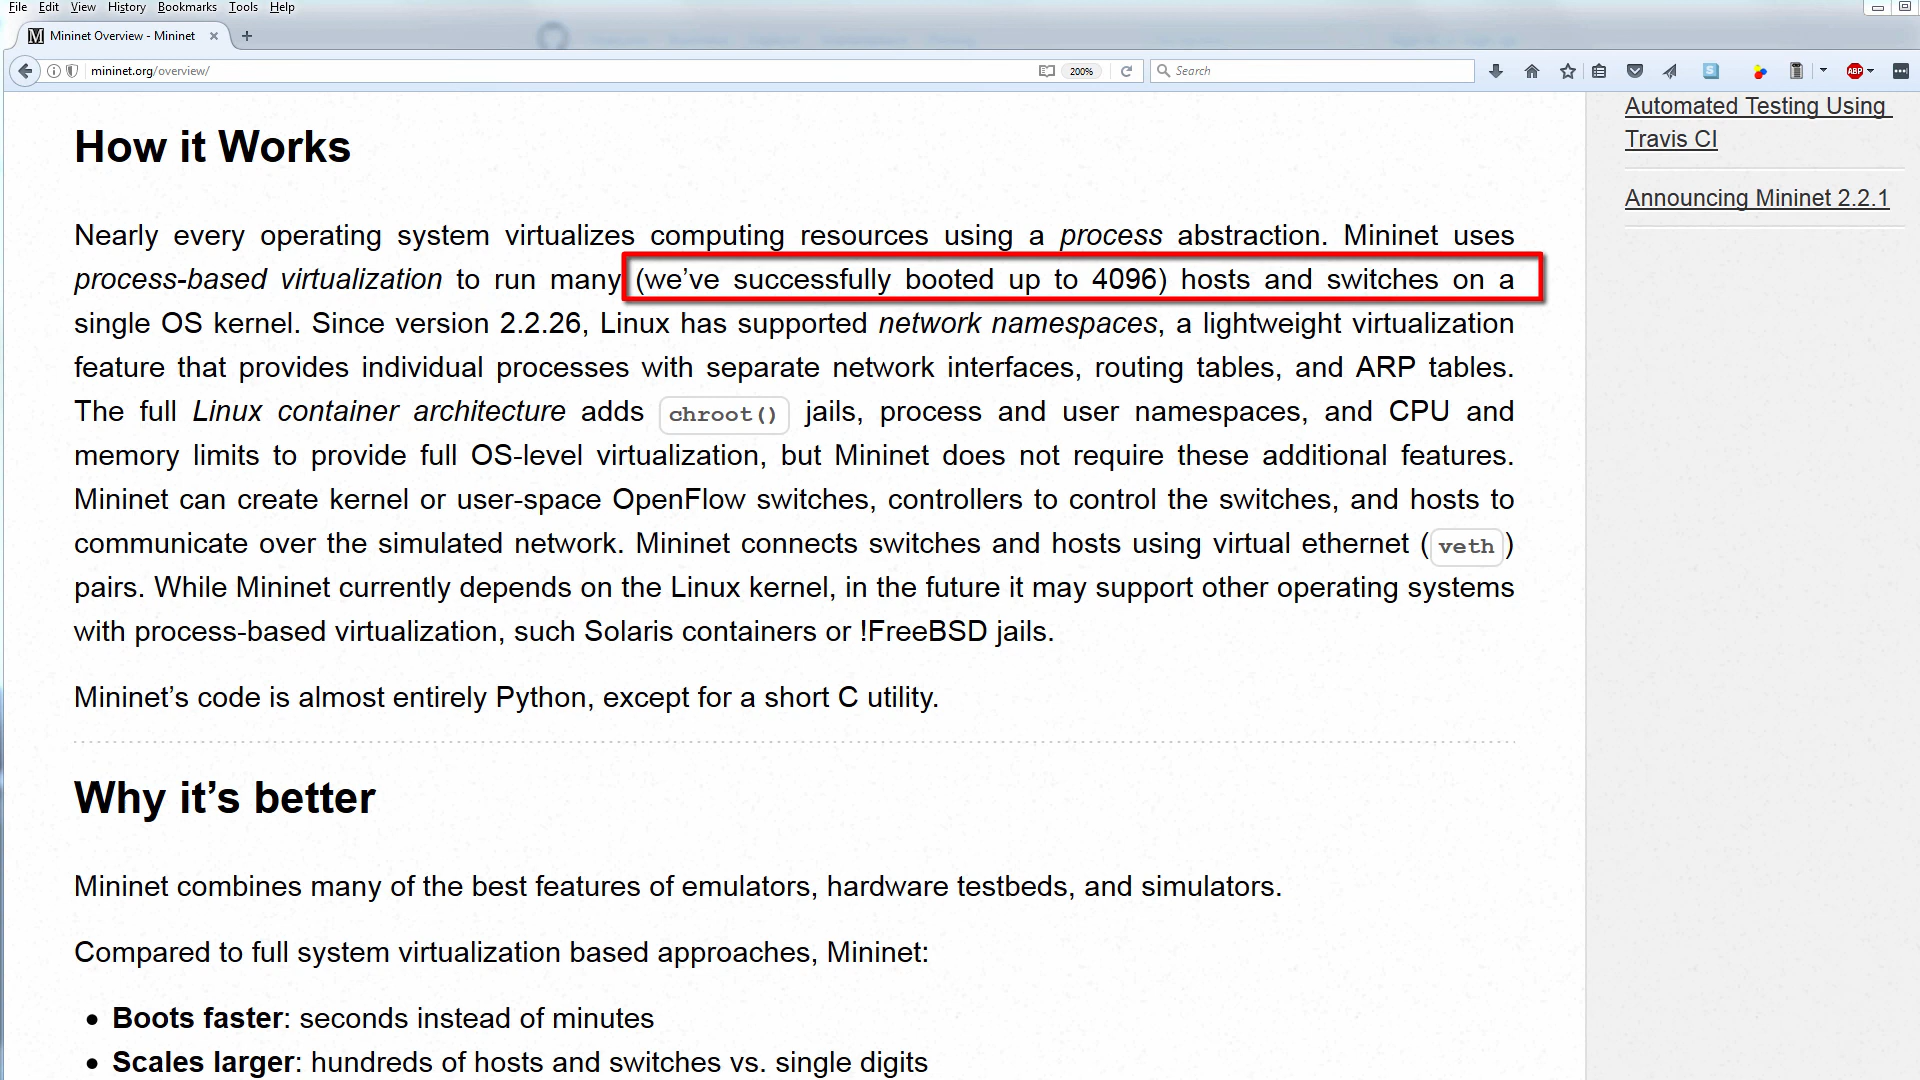 File Edit View History Bookmarks Tools Help
Mininet Overview - Mininet
mininet.org/overview/
200%
Search
ABP
How it Works
Nearly every operating system virtualizes computing resources using a process abstraction. Mininet uses
process-based virtualization to run many (we’ve successfully booted up to 4096) hosts and switches on a
single OS kernel. Since version 2.2.26, Linux has supported network namespaces, a lightweight virtualization
feature that provides individual processes with separate network interfaces, routing tables, and ARP tables.
The full Linux container architecture adds chroot() jails, process and user namespaces, and CPU and
memory limits to provide full OS-level virtualization, but Mininet does not require these additional features.
Mininet can create kernel or user-space OpenFlow switches, controllers to control the switches, and hosts to
communicate over the simulated network. Mininet connects switches and hosts using virtual ethernet (veth)
pairs. While Mininet currently depends on the Linux kernel, in the future it may support other operating systems
with process-based virtualization, such Solaris containers or !FreeBSD jails.
Mininet’s code is almost entirely Python, except for a short C utility.
Why it’s better
Mininet combines many of the best features of emulators, hardware testbeds, and simulators.
Compared to full system virtualization based approaches, Mininet:
• Boots faster: seconds instead of minutes
• Scales larger: hundreds of hosts and switches vs. single digits
Automated Testing Using
Travis CI
Announcing Mininet 2.2.1